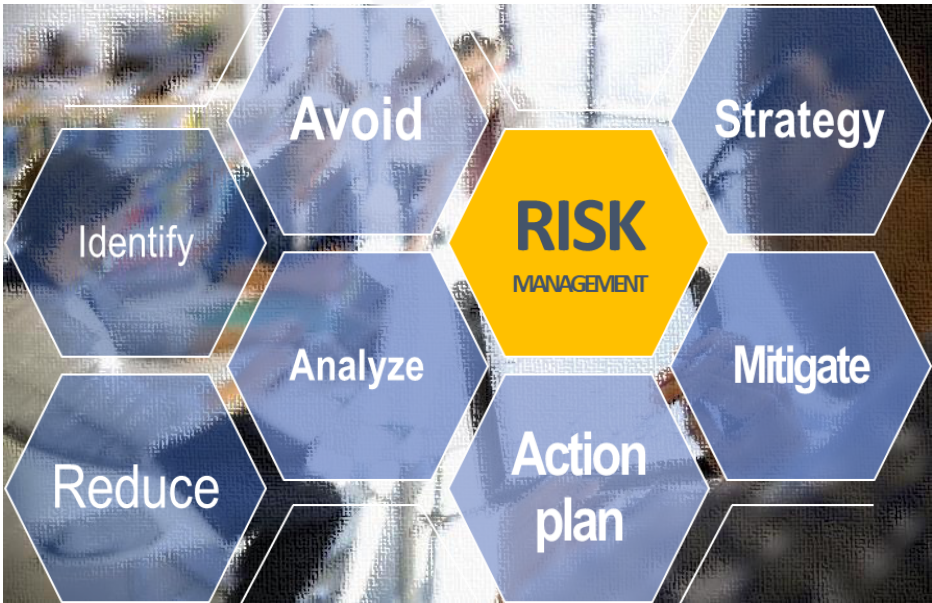 Avoid
Strategy
Identify
RISK
MANAGEMENT
Analyze
Mitigate
Reduce
Action
plan